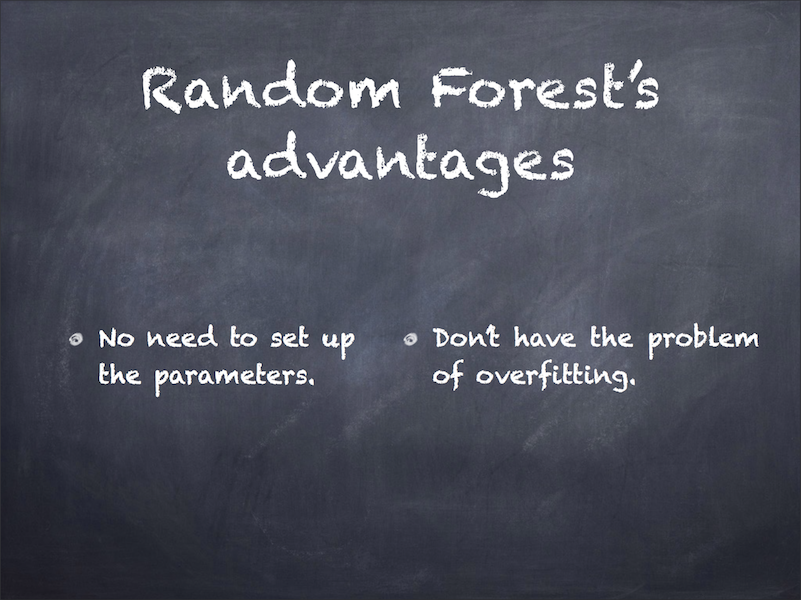 Random Forest's
advantages
No need to set up
the parameters.
Don't have the problem
of overfitting.